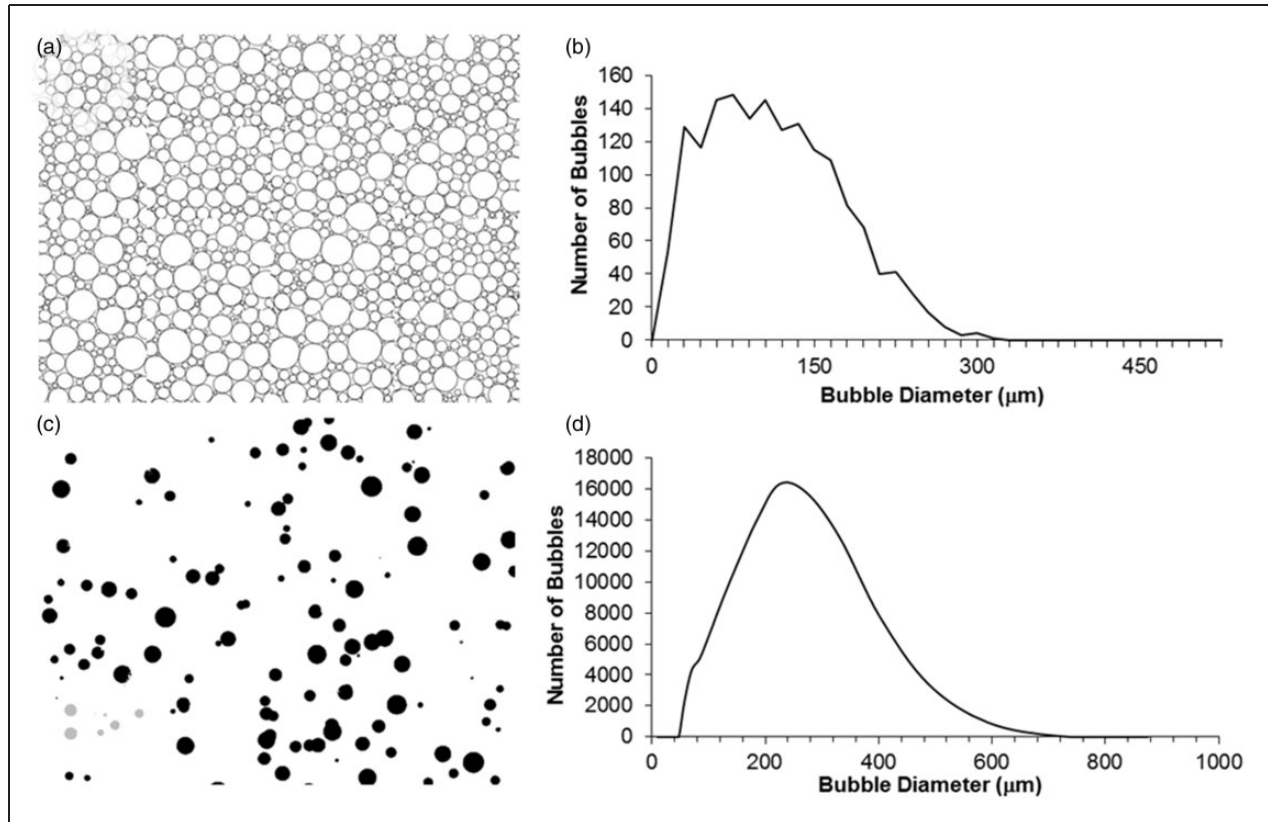 (a)
(b)
160
140
120
100
80
60
40
20
0
Number of Bubbles
0 150 300 450
Bubble Diameter (μm)
(c)
(d)
18000
16000
14000
12000
10000
8000
6000
4000
2000
0
Number of Bubbles
0 200 400 600 800 1000
Bubble Diameter (μm)